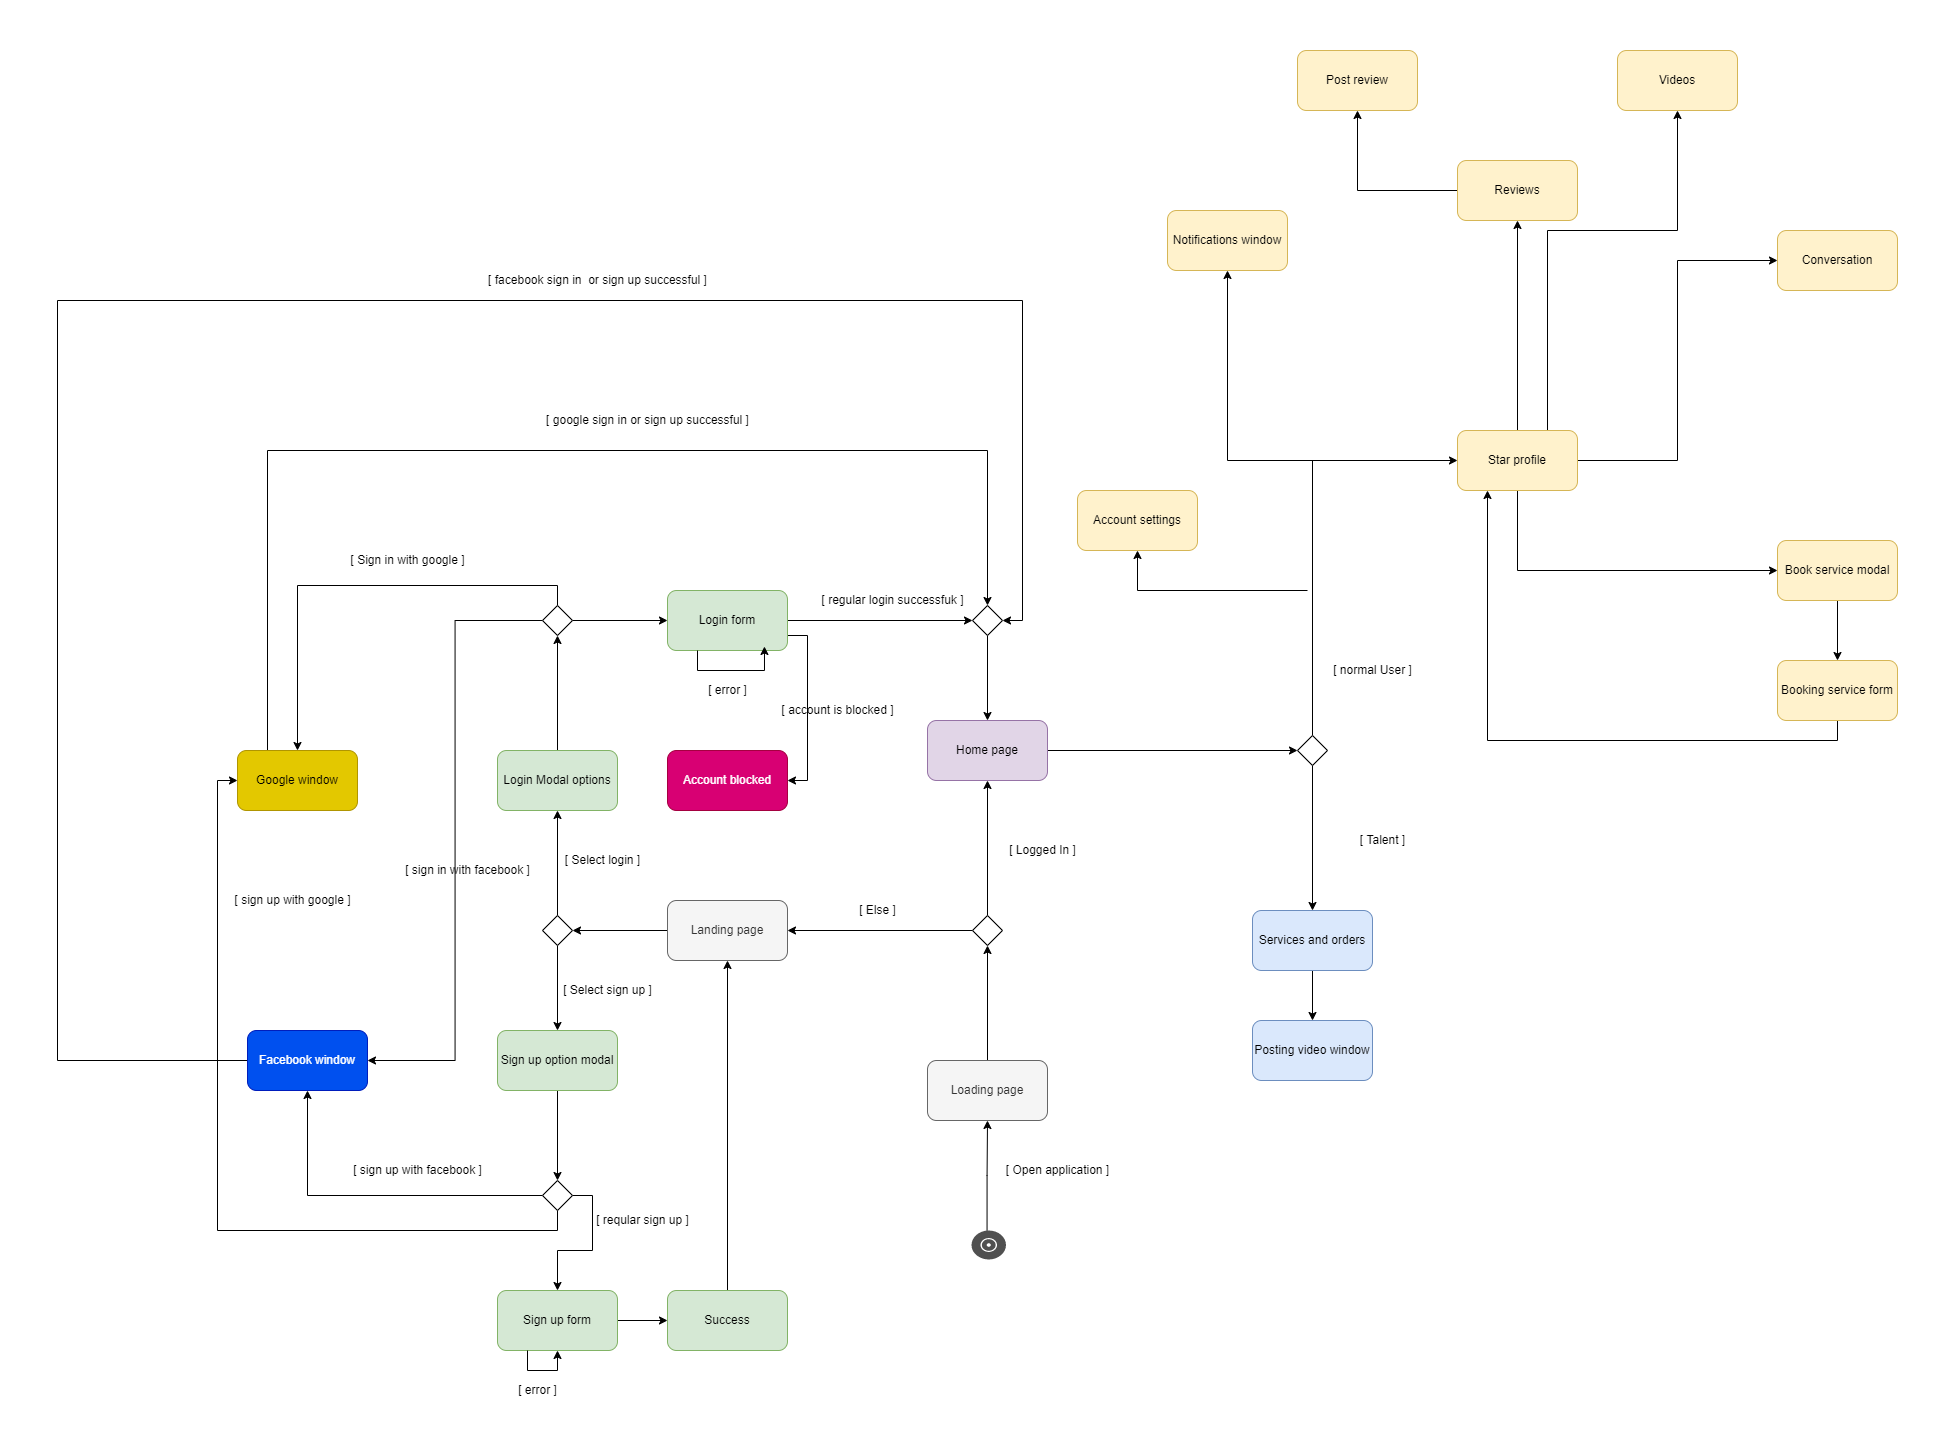 Post review
Videos
Reviews
Notifications window
Conversation
[ facebook sign in  or sign up successful ]
[ google sign in or sign up successful ]
Star profile
Account settings
[ Sign in with google ]
Book service modal
[ regular login successfuk ]
Login form
[ normal User ]
[ error ]
Booking service form
[ account is blocked ]
Home page
Google window
Login Modal options
Account blocked
[ Talent ]
[ Logged In ]
[ Select login ]
[ sign in with facebook ]
[ sign up with google ]
[ Else ]
Landing page
Services and orders
[ Select sign up ]
Posting video window
Facebook window
Sign up option modal
Loading page
[ sign up with facebook ]
[ Open application ]
[ reqular sign up ]
Sign up form
Success
[ error ]